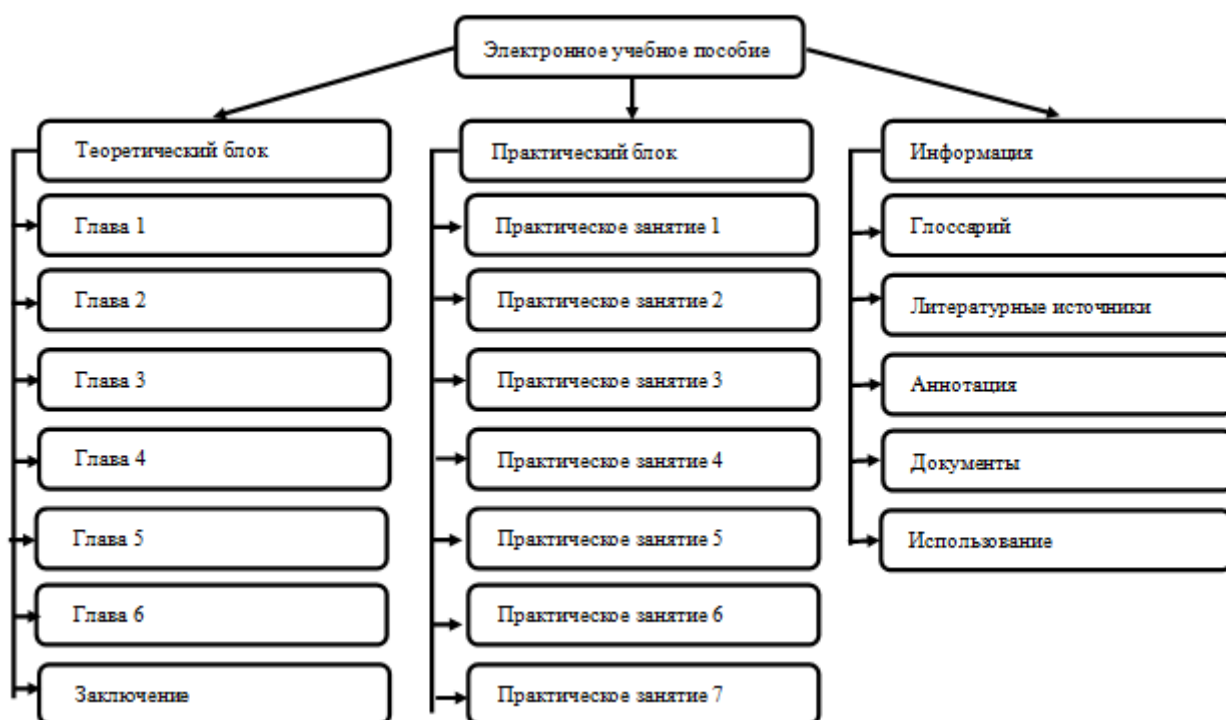 Электронное учебное пособие
Теоретический блок
Глава 1
Глава 2
Глава 3
Глава 4
Глава 5
Глава 6
Заключение
Практический блок
Практическое занятие 1
Практическое занятие 2
Практическое занятие 3
Практическое занятие 4
Практическое занятие 5
Практическое занятие 6
Практическое занятие 7
Информация
Глоссарий
Литературные источники
Аннотация
Документы
Использование